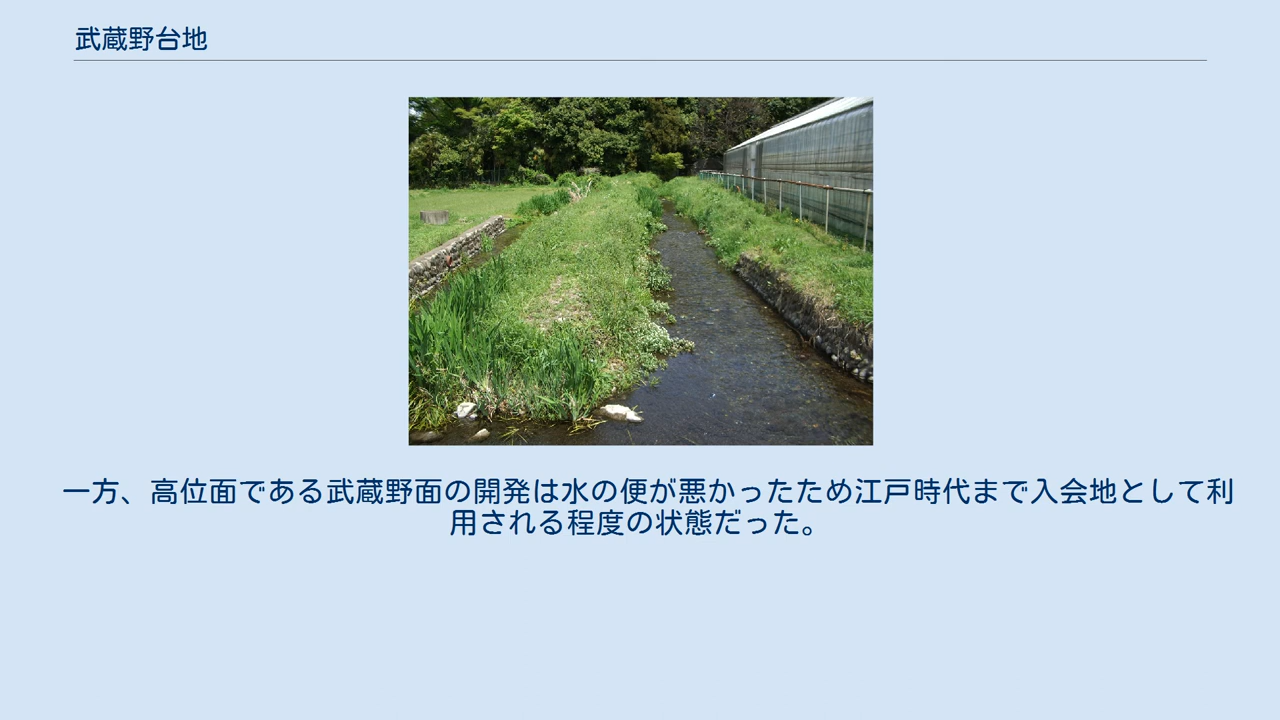 武蔵野台地
一方、高位面である武蔵野面の開発は水の便が悪かったため江戸時代まで入会地として利
用される程度の状態だった。